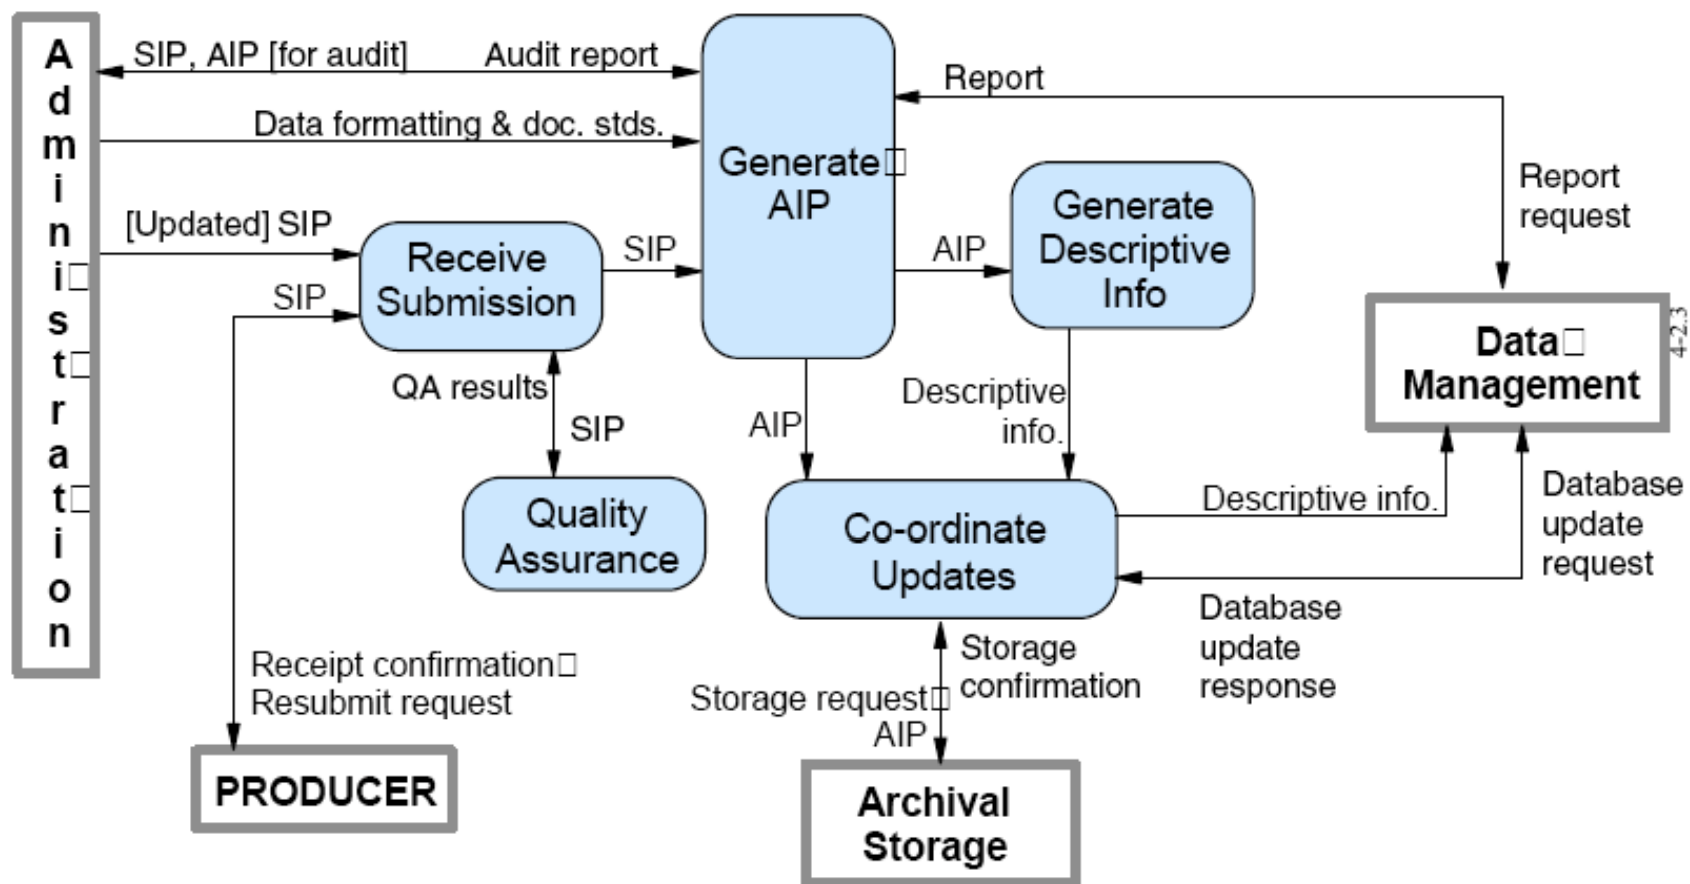 Administration
SIP, AIP [for audit]
Audit report
Data formatting & doc. stds.
[Updated] SIP
SIP
Receive
Submission
SIP
Generate
AIP
Report
Report
request
AIP
Generate
Descriptive
Info
QA results
SIP
Quality
Assurance
AIP
Descriptive
info.
Data
Management
4-2.3
Co-ordinate
Updates
Descriptive info.
Database
update
request
Database
update
response
Receipt confirmation
Resubmit request
PRODUCER
Storage
confirmation
Storage request
AIP
Archival
Storage